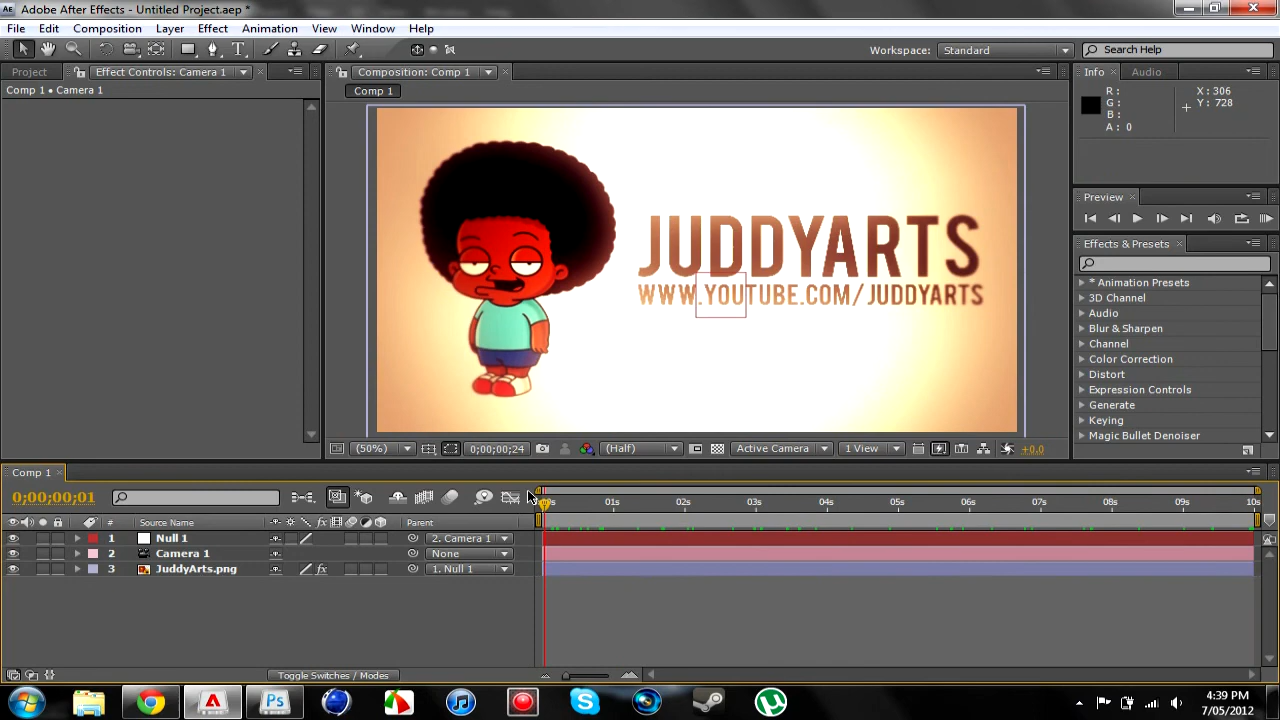 AE Adobe After Effects - Untitled Project.aep *
File Edit Composition Layer Effect Animation View Window Help
Workspace: Standard Search Help
Project Effect Controls: Camera 1 Composition: Comp 1 Info Audio
Comp 1 • Camera 1
Comp 1
R:
G:
B:
A: 0
X: 306
Y: 728
Preview
Effects & Presets
* Animation Presets
3D Channel
Audio
Blur & Sharpen
Channel
Color Correction
Distort
Expression Controls
Generate
Keying
Magic Bullet Denoiser
JUDDYARTS
WWW.YOUTUBE.COM/JUDDYARTS
(50%) 0;00;00;24 (Half) Active Camera 1 View +0.0
Comp 1
0;00;00;01
01s 02s 03s 04s 05s 06s 07s 08s 09s 10s
# Source Name fx Parent
1 Null 1 2. Camera 1
2 Camera 1 None
3 JuddyArts.png fx 1. Null 1
Toggle Switches / Modes
A Ps S
4:39 PM
7/05/2012